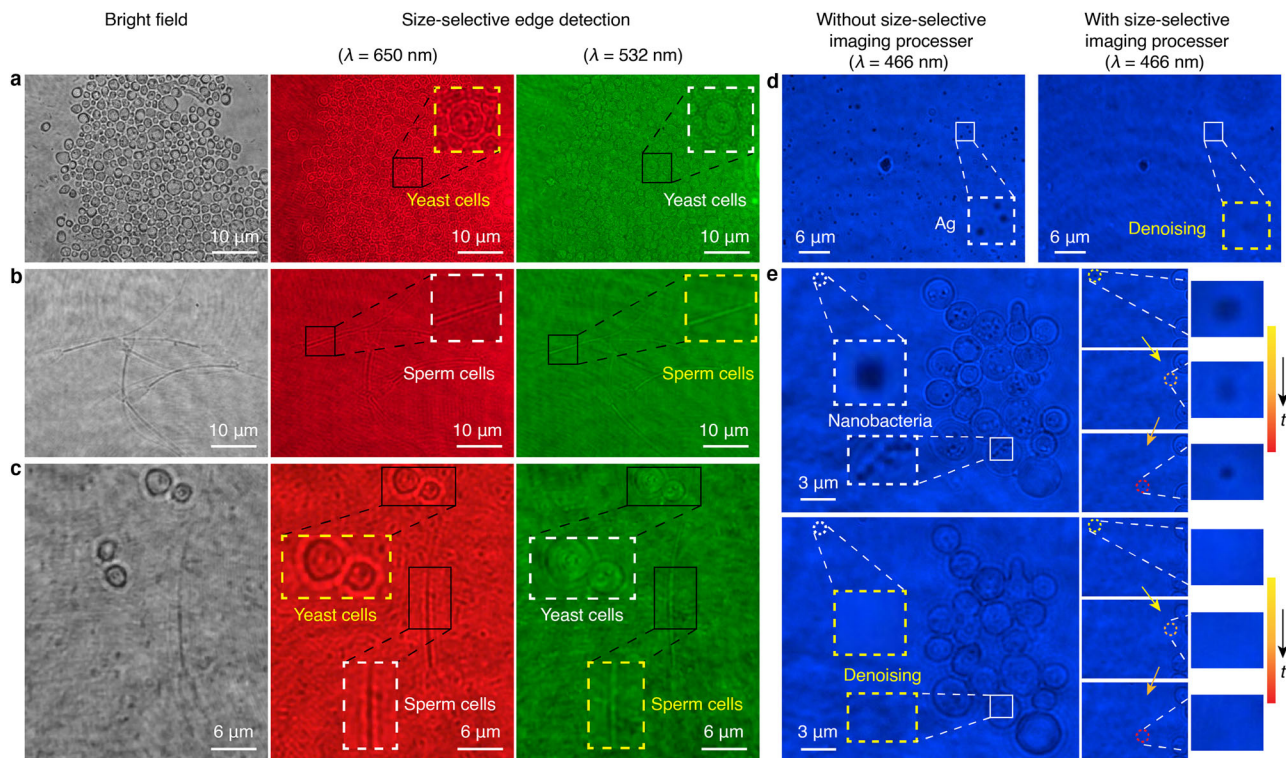 Bright field
Size-selective edge detection
(λ = 650 nm)
(λ = 532 nm)
Without size-selective
imaging processer
(λ = 466 nm)
With size-selective
imaging processer
(λ = 466 nm)
a
10 µm
Yeast cells
10 µm
Yeast cells
10 µm
b
10 µm
Sperm cells
10 µm
Sperm cells
10 µm
c
6 µm
Yeast cells
Sperm cells
6 µm
Yeast cells
Sperm cells
6 µm
d
Ag
6 µm
Denoising
6 µm
e
Nanobacteria
3 µm
t
Denoising
3 µm
t